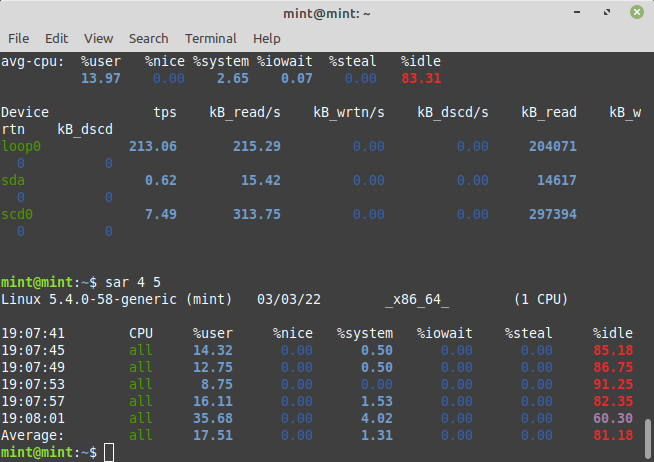 mint@mint: ~
File Edit View Search Terminal Help
avg-cpu: %user %nice %system %iowait %steal %idle
13.97 0.00 2.65 0.07 0.00 83.31
Device tps kB_read/s kB_wrtn/s kB_dscd/s kB_read kB_w
rtn kB_dscd
loop0 213.06 215.29 0.00 0.00 204071
0 0
sda 0.62 15.42 0.00 0.00 14617
0 0
scd0 7.49 313.75 0.00 0.00 297394
0 0
mint@mint:~$ sar 4 5
Linux 5.4.0-58-generic (mint) 03/03/22 _x86_64_ (1 CPU)
19:07:41 CPU %user %nice %system %iowait %steal %idle
19:07:45 all 14.32 0.00 0.50 0.00 0.00 85.18
19:07:49 all 12.75 0.00 0.50 0.00 0.00 86.75
19:07:53 all 8.75 0.00 0.00 0.00 0.00 91.25
19:07:57 all 16.11 0.00 1.53 0.00 0.00 82.35
19:08:01 all 35.68 0.00 4.02 0.00 0.00 60.30
Average: all 17.51 0.00 1.31 0.00 0.00 81.18
mint@mint:~$